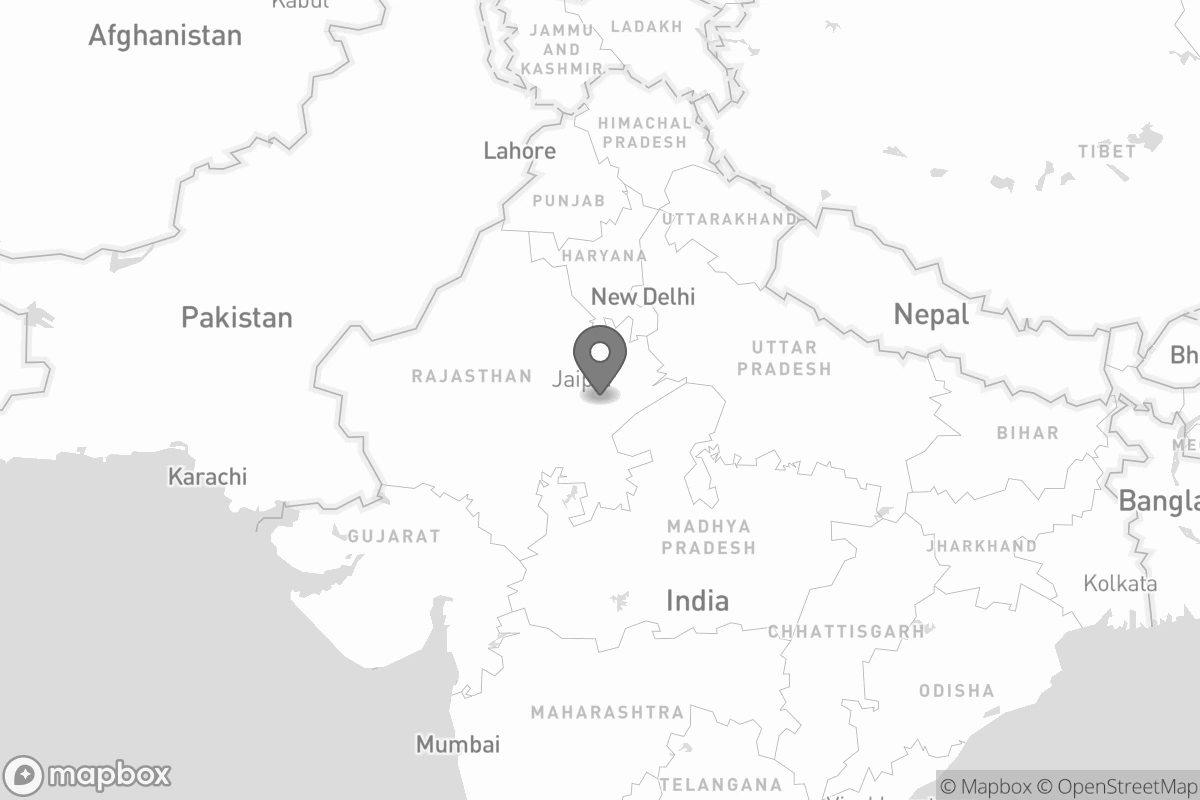 Kabul
Afghanistan
JAMMU
AND
KASHMIR
LADAKH
HIMACHAL
PRADESH
Lahore
TIBET
PUNJAB
UTTARAKHAND
HARYANA
New Delhi
Pakistan
Nepal
UTTAR
PRADESH
Bh
RAJASTHAN
BIHAR
Karachi
Bangla
GUJARAT
MADHYA
PRADESH
JHARKHAND
Kolkata
India
CHHATTISGARH
ODISHA
MAHARASHTRA
Mumbai
mapbox
TELANGANA
© Mapbox © OpenStreetMap